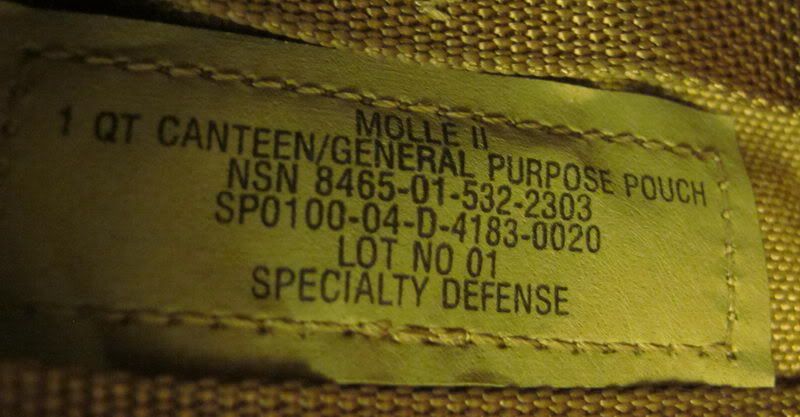 MOLLE II
1 QT CANTEEN/GENERAL PURPOSE POUCH
NSN 8465-01-532-2303
SP0100-04-D-4183-0020
LOT NO 01
SPECIALTY DEFENSE